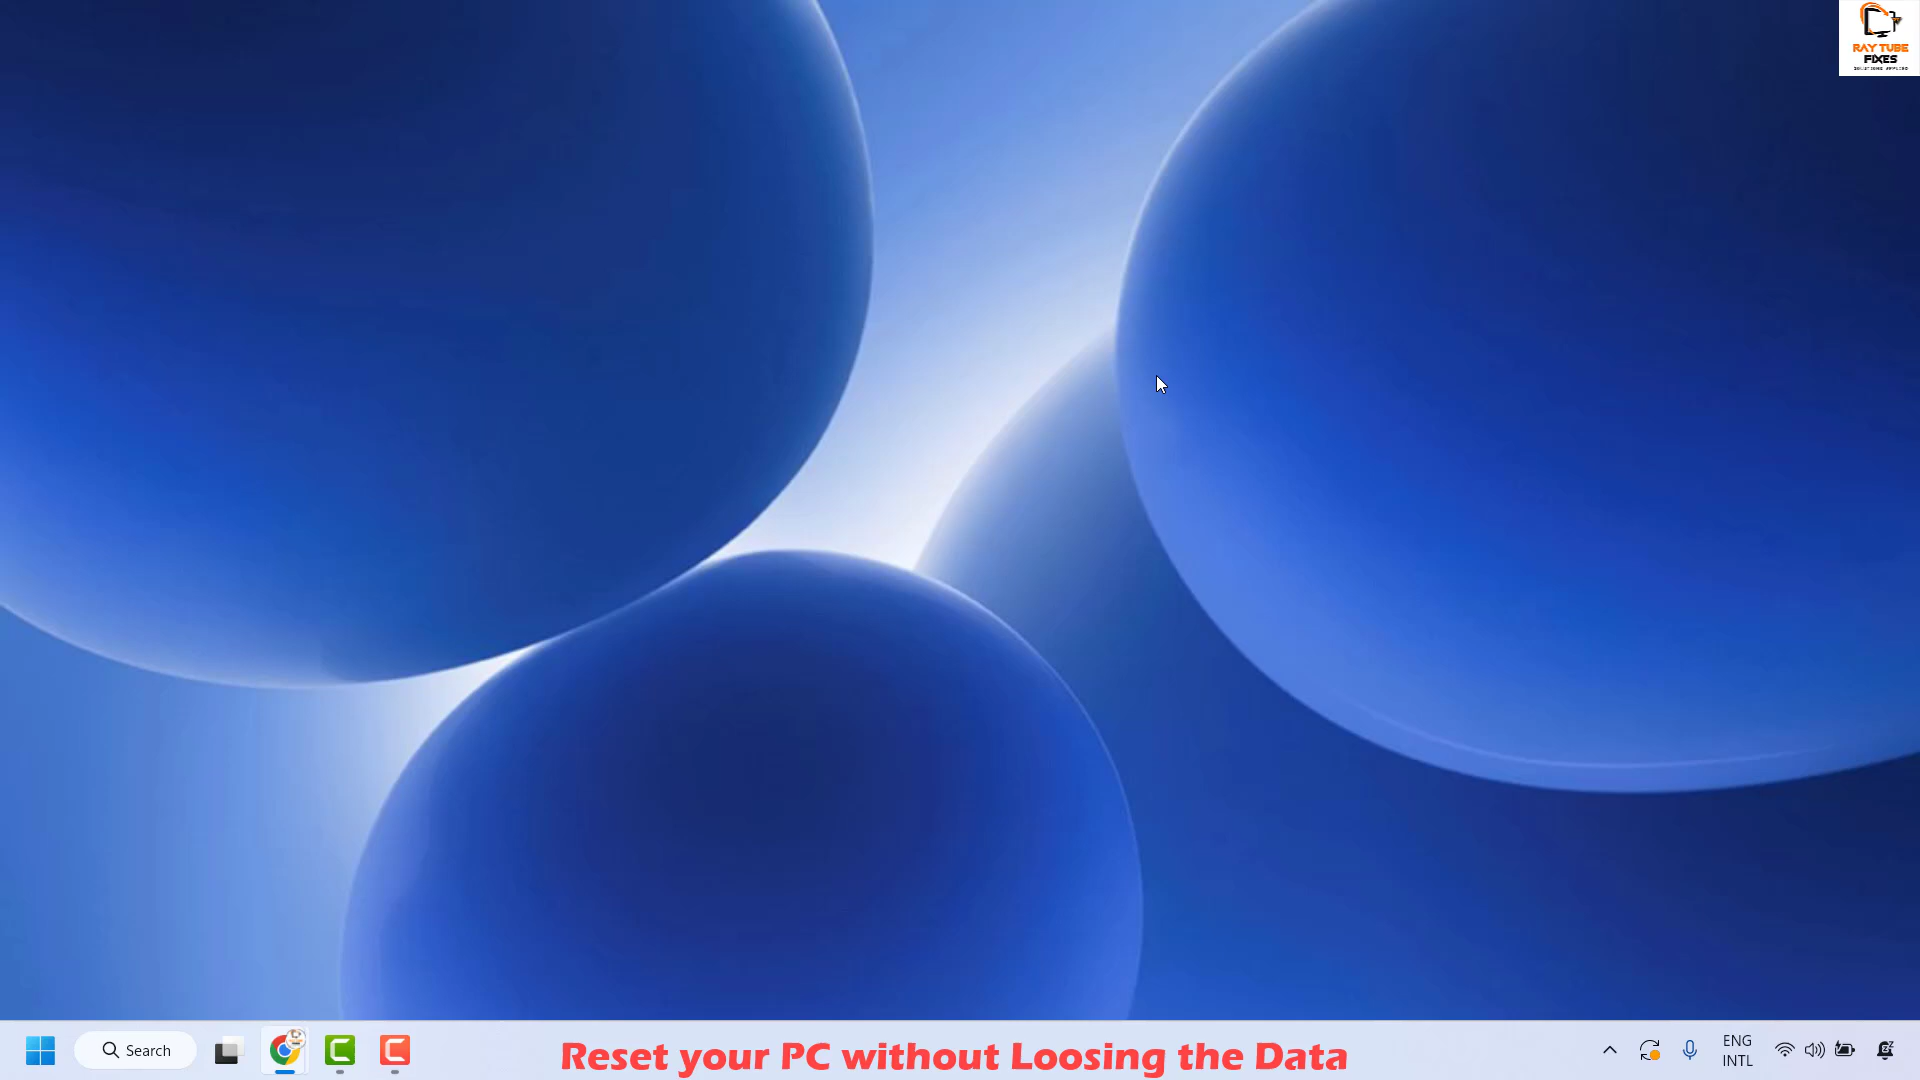 RAY TUBE
FIXES
Search
Reset your PC without Loosing the Data
ENG
INTL